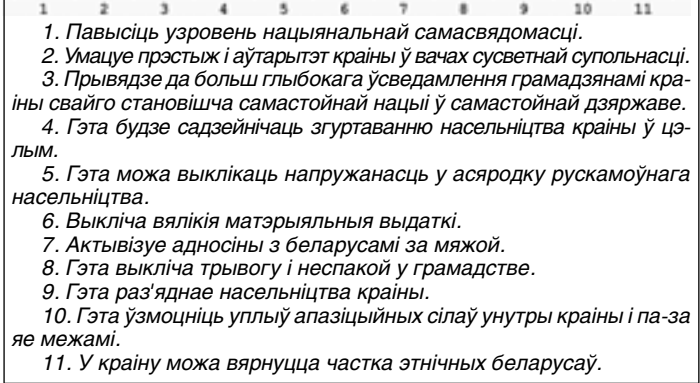 1 2 3 4 5 6 7 8 9 10 11
1. Павысіць узровень нацыянальнай самасвядомасці.
2. Умацуе прэстыж і аўтарытэт краіны ў вачах сусветнай супольнасці.
3. Прывядзе да больш глыбокага ўсведамлення грамадзянамі кра-
іны свайго становішча самастойнай нацыі ў самастойнай дзяржаве.
4. Гэта будзе садзейнічаць згуртаванню насельніцтва краіны ў цэ-
лым.
5. Гэта можа выклікаць напружанасць у асяродку рускамоўнага
насельніцтва.
6. Выкліча вялікія матэрыяльныя выдаткі.
7. Актывізуе адносіны з беларусамі за мяжой.
8. Гэта выкліча трывогу і неспакой у грамадстве.
9. Гэта раз'яднае насельніцтва краіны.
10. Гэта ўзмоцніць уплыў апазіцыйных сілаў унутры краіны і па-за
яе межамі.
11. У краіну можа вярнуцца частка этнічных беларусаў.